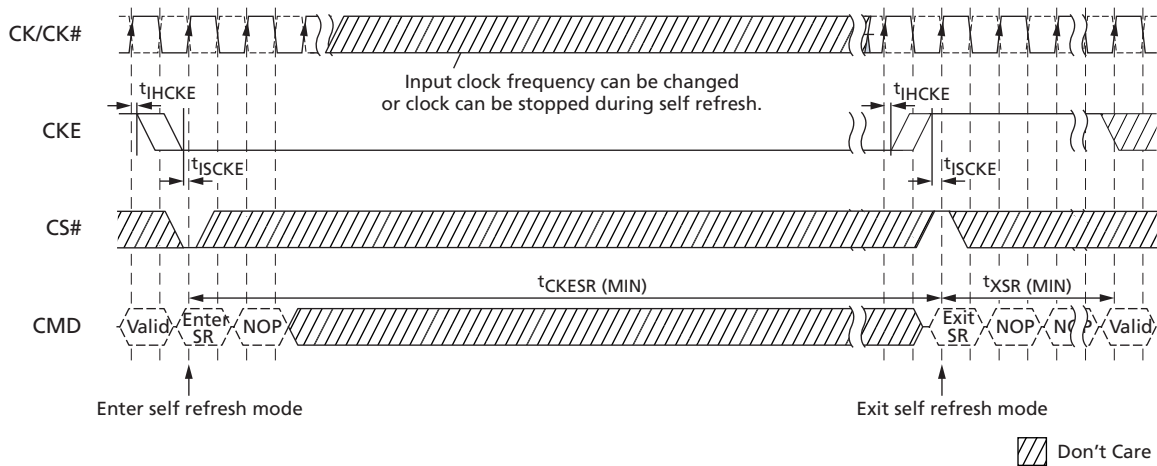 CK/CK#
Input clock frequency can be changed
or clock can be stopped during self refresh.
tIHCKE
tIHCKE
CKE
tISCKE
tISCKE
CS#
tCKESR (MIN)
tXSR (MIN)
CMD
Valid
Enter
SR
NOP
Exit
SR
NOP
NOP
Valid
Enter self refresh mode
Exit self refresh mode
Don't Care